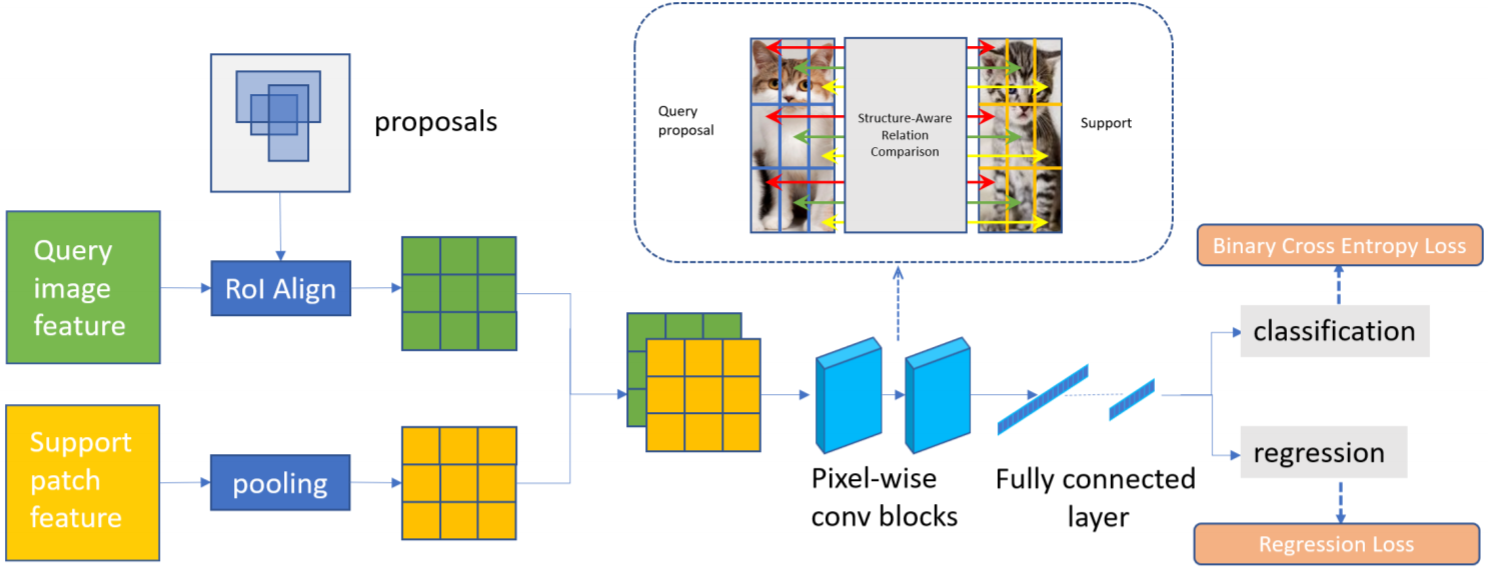 proposals
Query
image
feature
RoI Align
Support
patch
feature
pooling
Query
proposal
Structure-Aware
Relation
Comparison
Support
Pixel-wise
conv blocks
Fully connected
layer
Binary Cross Entropy Loss
classification
regression
Regression Loss